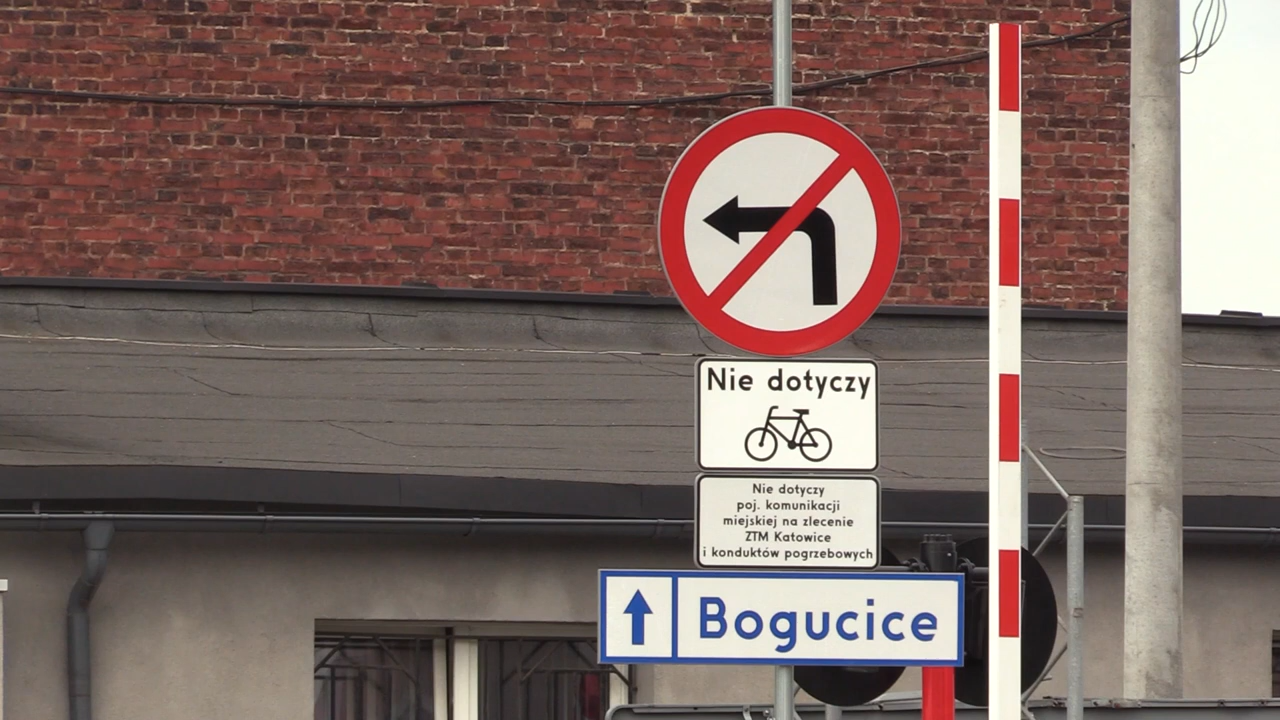 Nie dotyczy
Nie dotyczy
poj. komunikacji
miejskiej na zlecenie
ZTM Katowice
i konduktów pogrzebowych
Bogucice